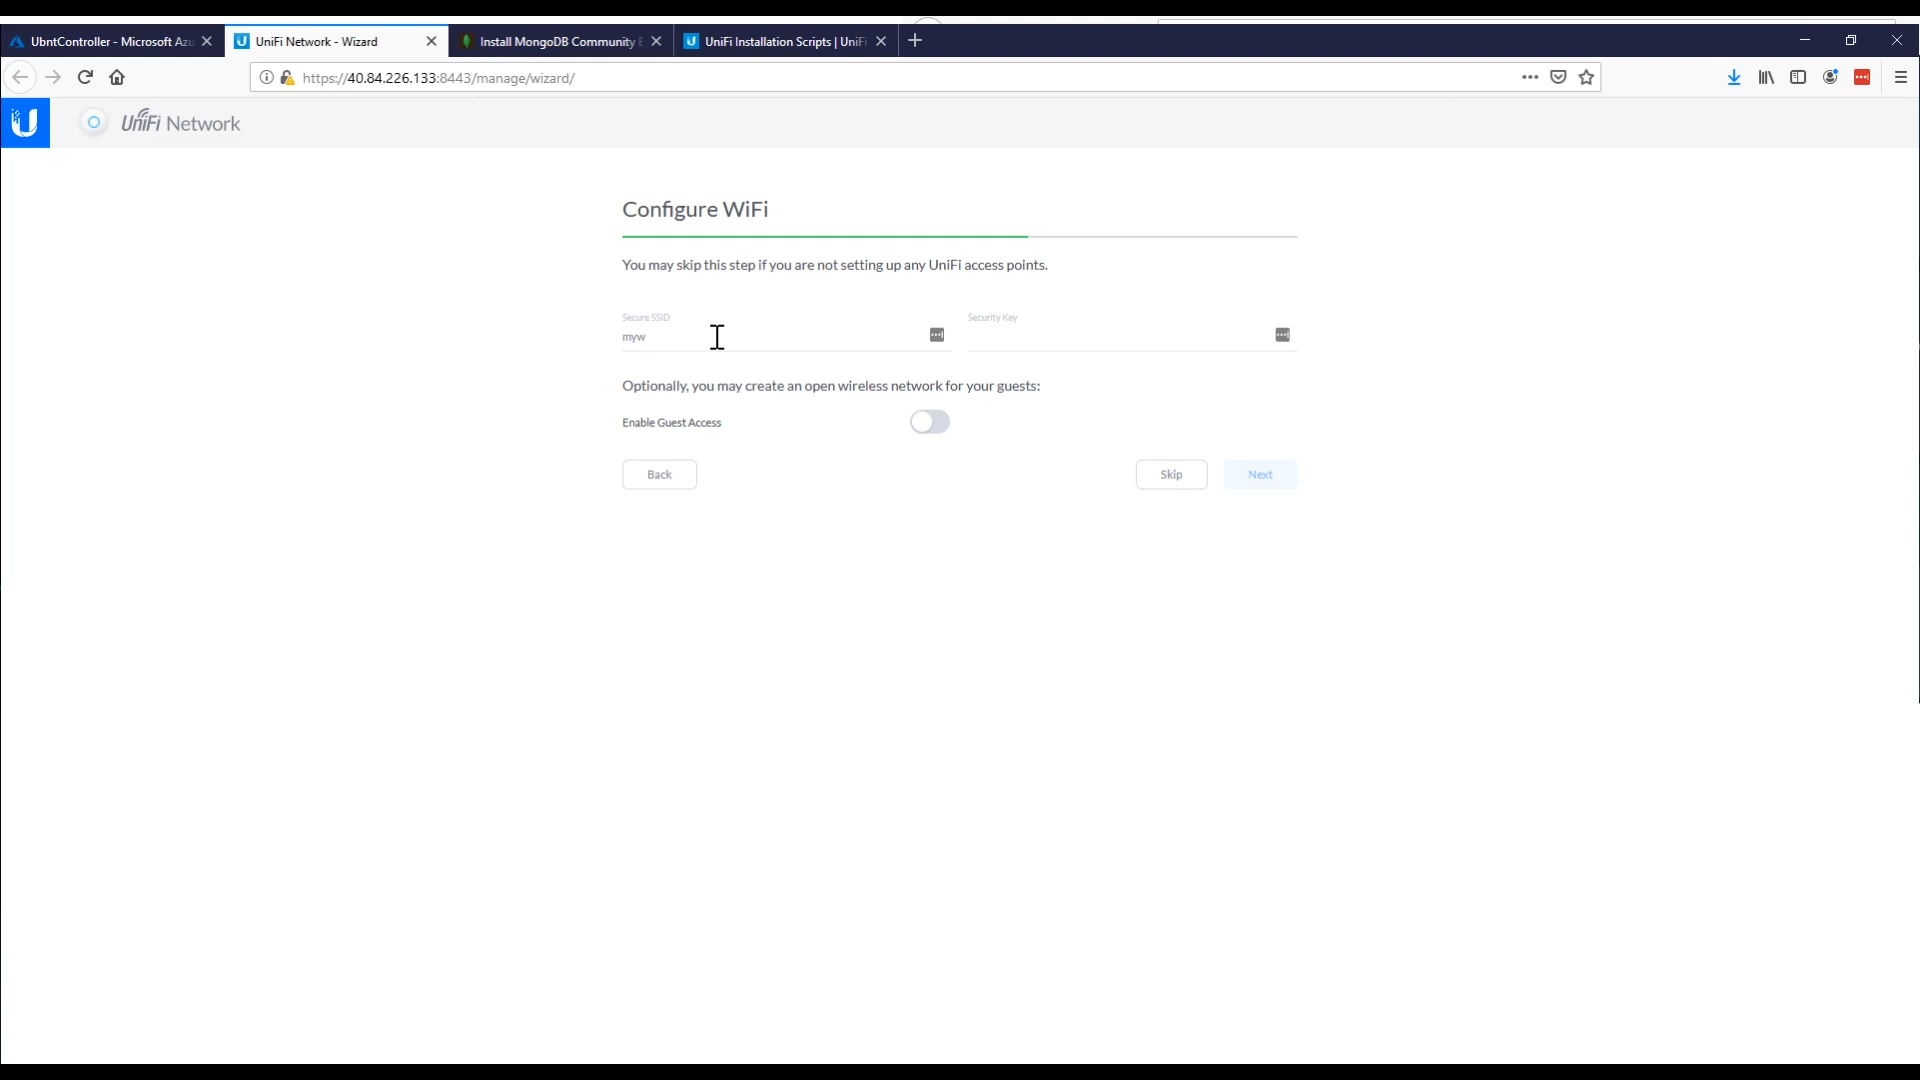 UbntController - Microsoft Azu
UniFi Network - Wizard
Install MongoDB Community E
UniFi Installation Scripts | UniFi
https://40.84.226.133:8443/manage/wizard/
UniFi Network
Configure WiFi
You may skip this step if you are not setting up any UniFi access points.
Secure SSID
Security Key
myw
Optionally, you may create an open wireless network for your guests:
Enable Guest Access
Back
Skip
Next